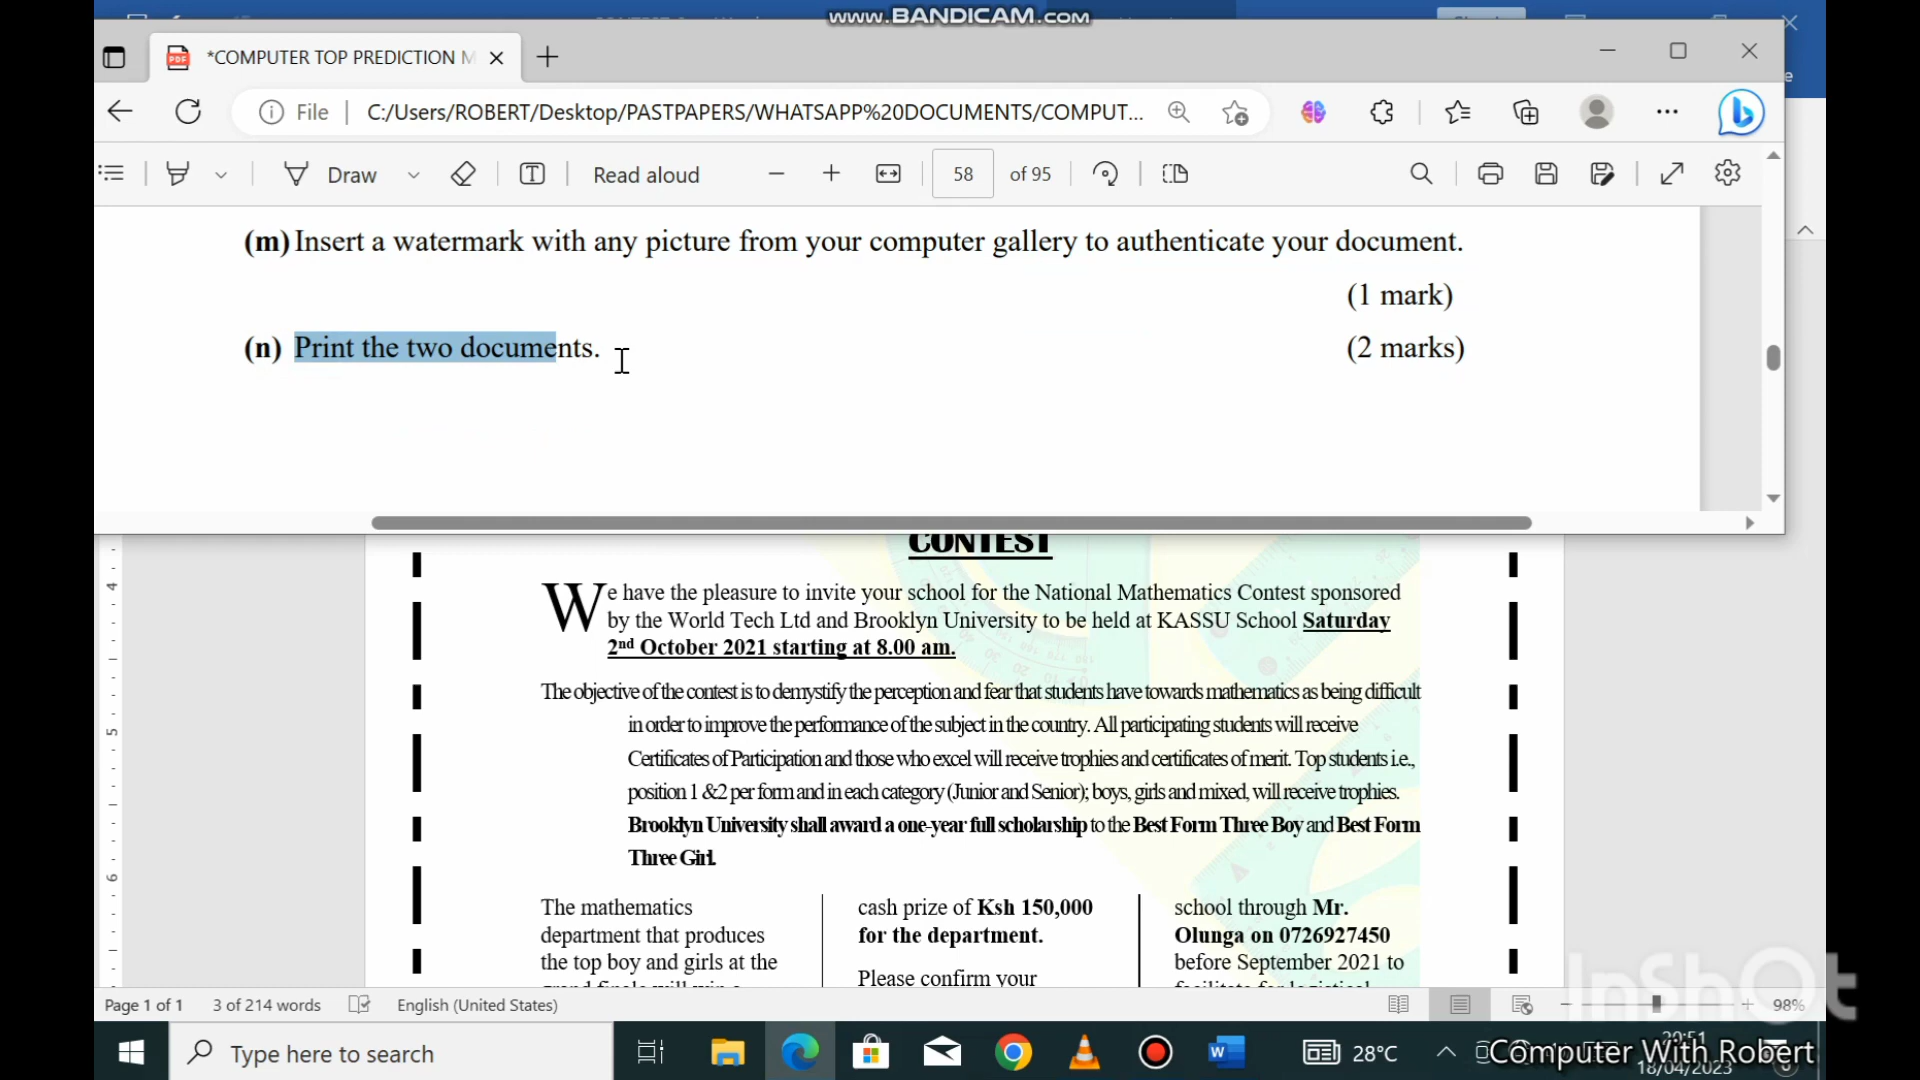 www.BANDICAM.com
*COMPUTER TOP PREDICTION M
File
C:/Users/ROBERT/Desktop/PASTPAPERS/WHATSAPP%20DOCUMENTS/COMPUT...
Draw
Read aloud
58
of 95
(m) Insert a watermark with any picture from your computer gallery to authenticate your document.
(1 mark)
(n) Print the two documents.
(2 marks)
CONTEST
We have the pleasure to invite your school for the National Mathematics Contest sponsored
by the World Tech Ltd and Brooklyn University to be held at KASSU School Saturday
2nd October 2021 starting at 8.00 am.
The objective of the contest is to demystify the perception and fear that students have towards mathematics as being difficult
in order to improve the performance of the subject in the country. All participating students will receive
Certificates of Participation and those who excel will receive trophies and certificates of merit. Top students i.e.,
position 1 &2 per form and in each category (Junior and Senior); boys, girls and mixed, will receive trophies.
Brooklyn University shall award a one-year full scholarship to the Best Form Three Boy and Best Form
Three Girl.
The mathematics
department that produces
the top boy and girls at the
cash prize of Ksh 150,000
for the department.
Please confirm your
school through Mr.
Olunga on 0726927450
before September 2021 to
4
5
6
Page 1 of 1
3 of 214 words
English (United States)
98%
InShOt
Type here to search
28°C
20:51
18/04/2023
Computer With Robert